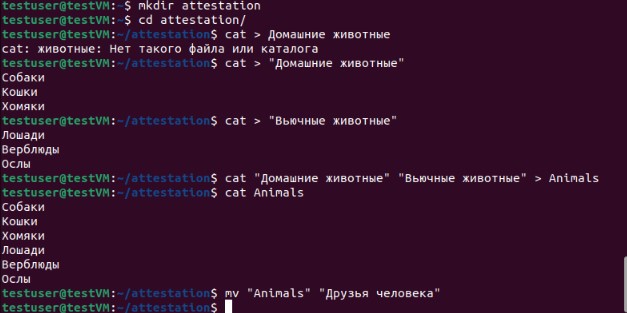 testuser@testVM:~$ mkdir attestation
testuser@testVM:~$ cd attestation/
testuser@testVM:~/attestation$ cat > Домашние животные
cat: животные: Нет такого файла или каталога
testuser@testVM:~/attestation$ cat > "Домашние животные"
Собаки
Кошки
Хомяки
testuser@testVM:~/attestation$ cat > "Вьючные животные"
Лошади
Верблюды
Ослы
testuser@testVM:~/attestation$ cat "Домашние животные" "Вьючные животные" > Animals
testuser@testVM:~/attestation$ cat Animals
Собаки
Кошки
Хомяки
Лошади
Верблюды
Ослы
testuser@testVM:~/attestation$ mv "Animals" "Друзья человека"
testuser@testVM:~/attestation$